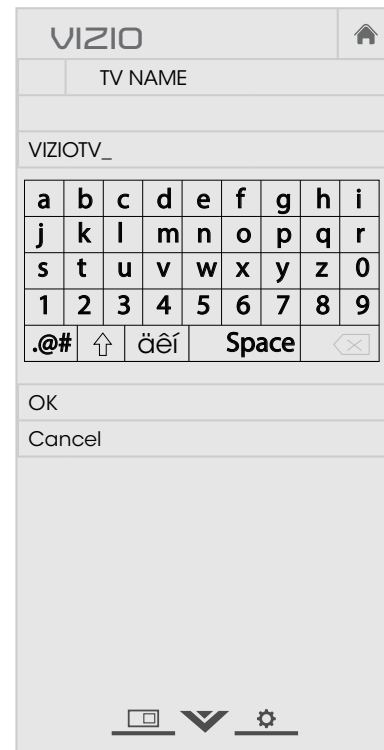 VIZIO
TV NAME
VIZIOTV_
a b c d e f g h i
j k l m n o p q r
s t u v w x y z 0
1 2 3 4 5 6 7 8 9
.@# äêí Space
OK
Cancel